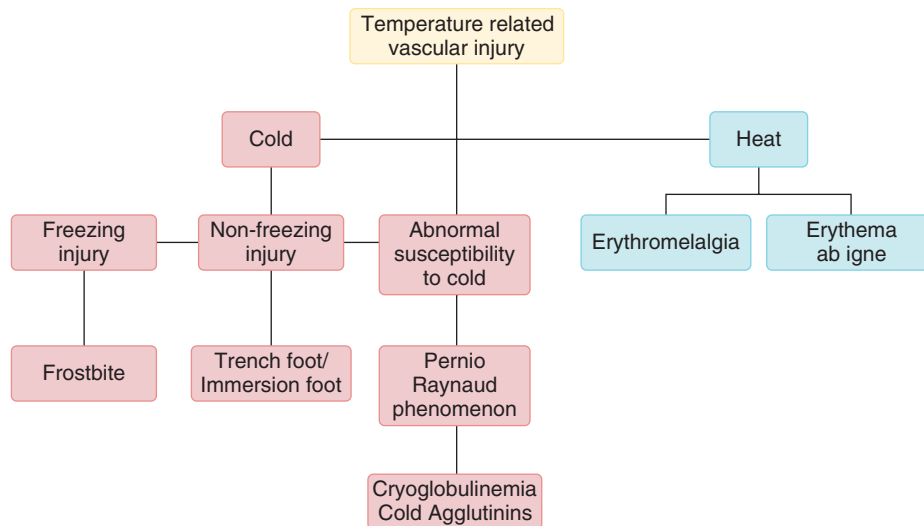 Temperature related
vascular injury
Cold
Heat
Freezing
injury
Non-freezing
injury
Abnormal
susceptibility
to cold
Erythromelalgia
Erythema
ab igne
Frostbite
Trench foot/
Immersion foot
Pernio
Raynaud
phenomenon
Cryoglobulinemia
Cold Agglutinins